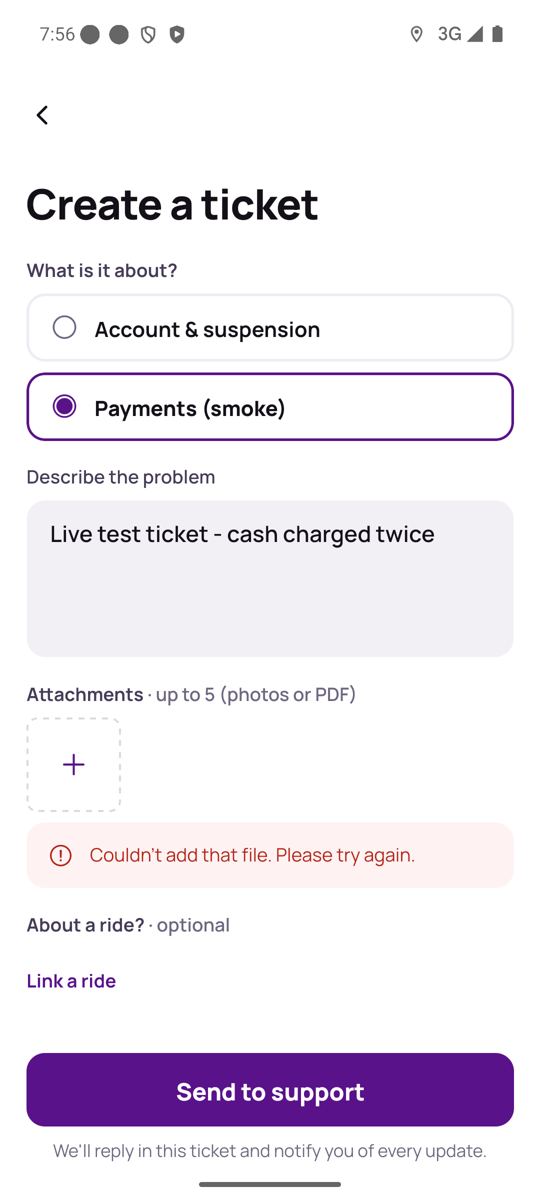 7:56
3G
Create a ticket
What is it about?
Account & suspension
Payments (smoke)
Describe the problem
Live test ticket - cash charged twice
Attachments · up to 5 (photos or PDF)
Couldn't add that file. Please try again.
About a ride? · optional
Link a ride
Send to support
We'll reply in this ticket and notify you of every update.